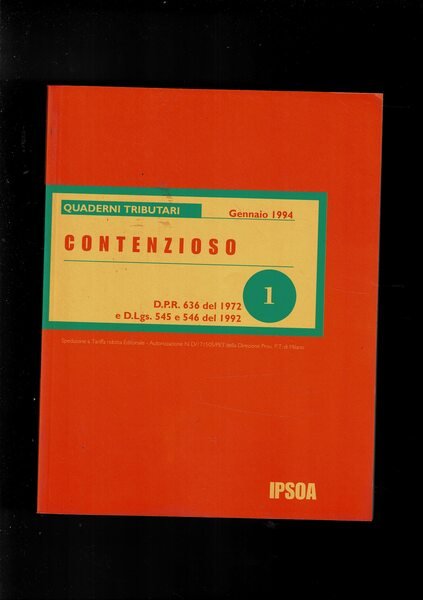 QUADERNI TRIBUTARI
Gennaio 1994
CONTENZIOSO
1
D.P.R. 636 del 1972
e D.Lgs. 545 e 546 del 1992
Spedizione a Tariffa ridotta Editoriale - Autorizzazione N. della Direzione Prov. P.T. di Milano
IPSOA